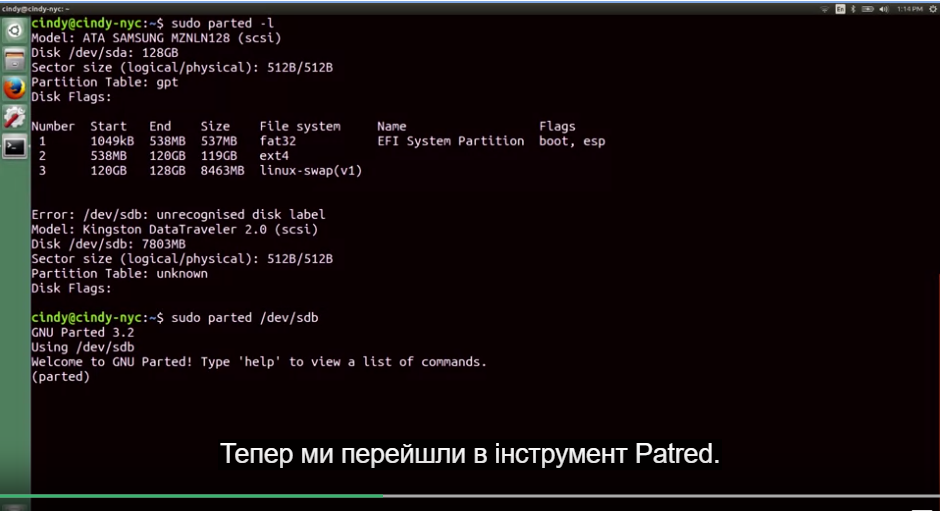 cindy@cindy-nyc: ~
En
1:14 PM
cindy@cindy-nyc:~$ sudo parted -l
Model: ATA SAMSUNG MZNLN128 (scsi)
Disk /dev/sda: 128GB
Sector size (logical/physical): 512B/512B
Partition Table: gpt
Disk Flags:
Number Start End Size File system Name Flags
1 1049kB 538MB 537MB fat32 EFI System Partition boot, esp
2 538MB 120GB 119GB ext4
3 120GB 128GB 8463MB linux-swap(v1)
Error: /dev/sdb: unrecognised disk label
Model: Kingston DataTraveler 2.0 (scsi)
Disk /dev/sdb: 7803MB
Sector size (logical/physical): 512B/512B
Partition Table: unknown
Disk Flags:
cindy@cindy-nyc:~$ sudo parted /dev/sdb
GNU Parted 3.2
Using /dev/sdb
Welcome to GNU Parted! Type 'help' to view a list of commands.
(parted)
Тепер ми перейшли в інструмент Patred.